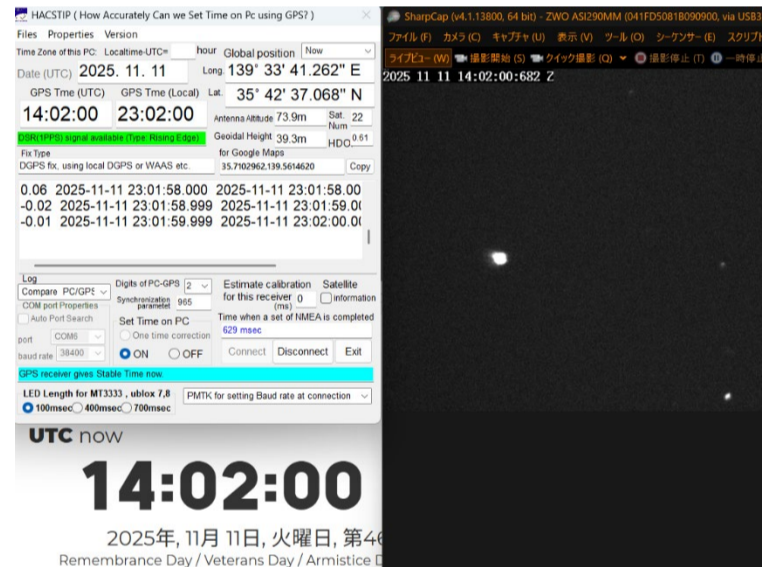 HACSTIP ( How Accurately Can we Set Time on Pc using GPS? )
Files Properties Version
Time Zone of this PC: Localtime-UTC= hour Global position Now
Date (UTC) 2025. 11. 11 Long. 139° 33' 41.262" E
GPS Tme (UTC) GPS Tme (Local) Lat. 35° 42' 37.068" N
14:02:00 23:02:00 Antenna Altitude 73.9m Sat. Num 22
DSR(1PPS) signal available (Type: Rising Edge) Geoidal Height 39.3m HDO 0.61
Fix Type for Google Maps
DGPS fix, using local DGPS or WAAS etc. 35.7102962,139.5614620 Copy
0.06 2025-11-11 23:01:58.000 2025-11-11 23:01:58.00
-0.02 2025-11-11 23:01:58.999 2025-11-11 23:01:59.0
-0.01 2025-11-11 23:01:59.999 2025-11-11 23:02:00.0
Log
Compare PC/GPS Digits of PC-GPS 2 Estimate calibration for this receiver 0 (ms) Satellite information
COM port Properties Synchronization parametet 965
Auto Port Search Set Time on PC Time when a set of NMEA is completed
port COM6 One time correction 629 msec
baud rate 38400 ON OFF Connect Disconnect Exit
GPS receiver gives Stable Time now.
LED Length for MT3333 , ublox 7,8 PMTK for setting Baud rate at connection
100msec 400msec 700msec
UTC now
14:02:00
2025年, 11月 11日, 火曜日, 第4
Remembrance Day / Veterans Day / Armistice D
SharpCap (v4.1.13800, 64 bit) - ZWO ASI290MM (041FD5081B090900, via USB3
ファイル (F) カメラ (C) キャプチャ (U) 表示 (V) ツール (O) シーケンサー (E) スクリプト
ライブビュー (W) 撮影開始 (S) クイック撮影 (Q) 撮影停止 (T) 一時停
2025 11 11 14:02:00:682 Z